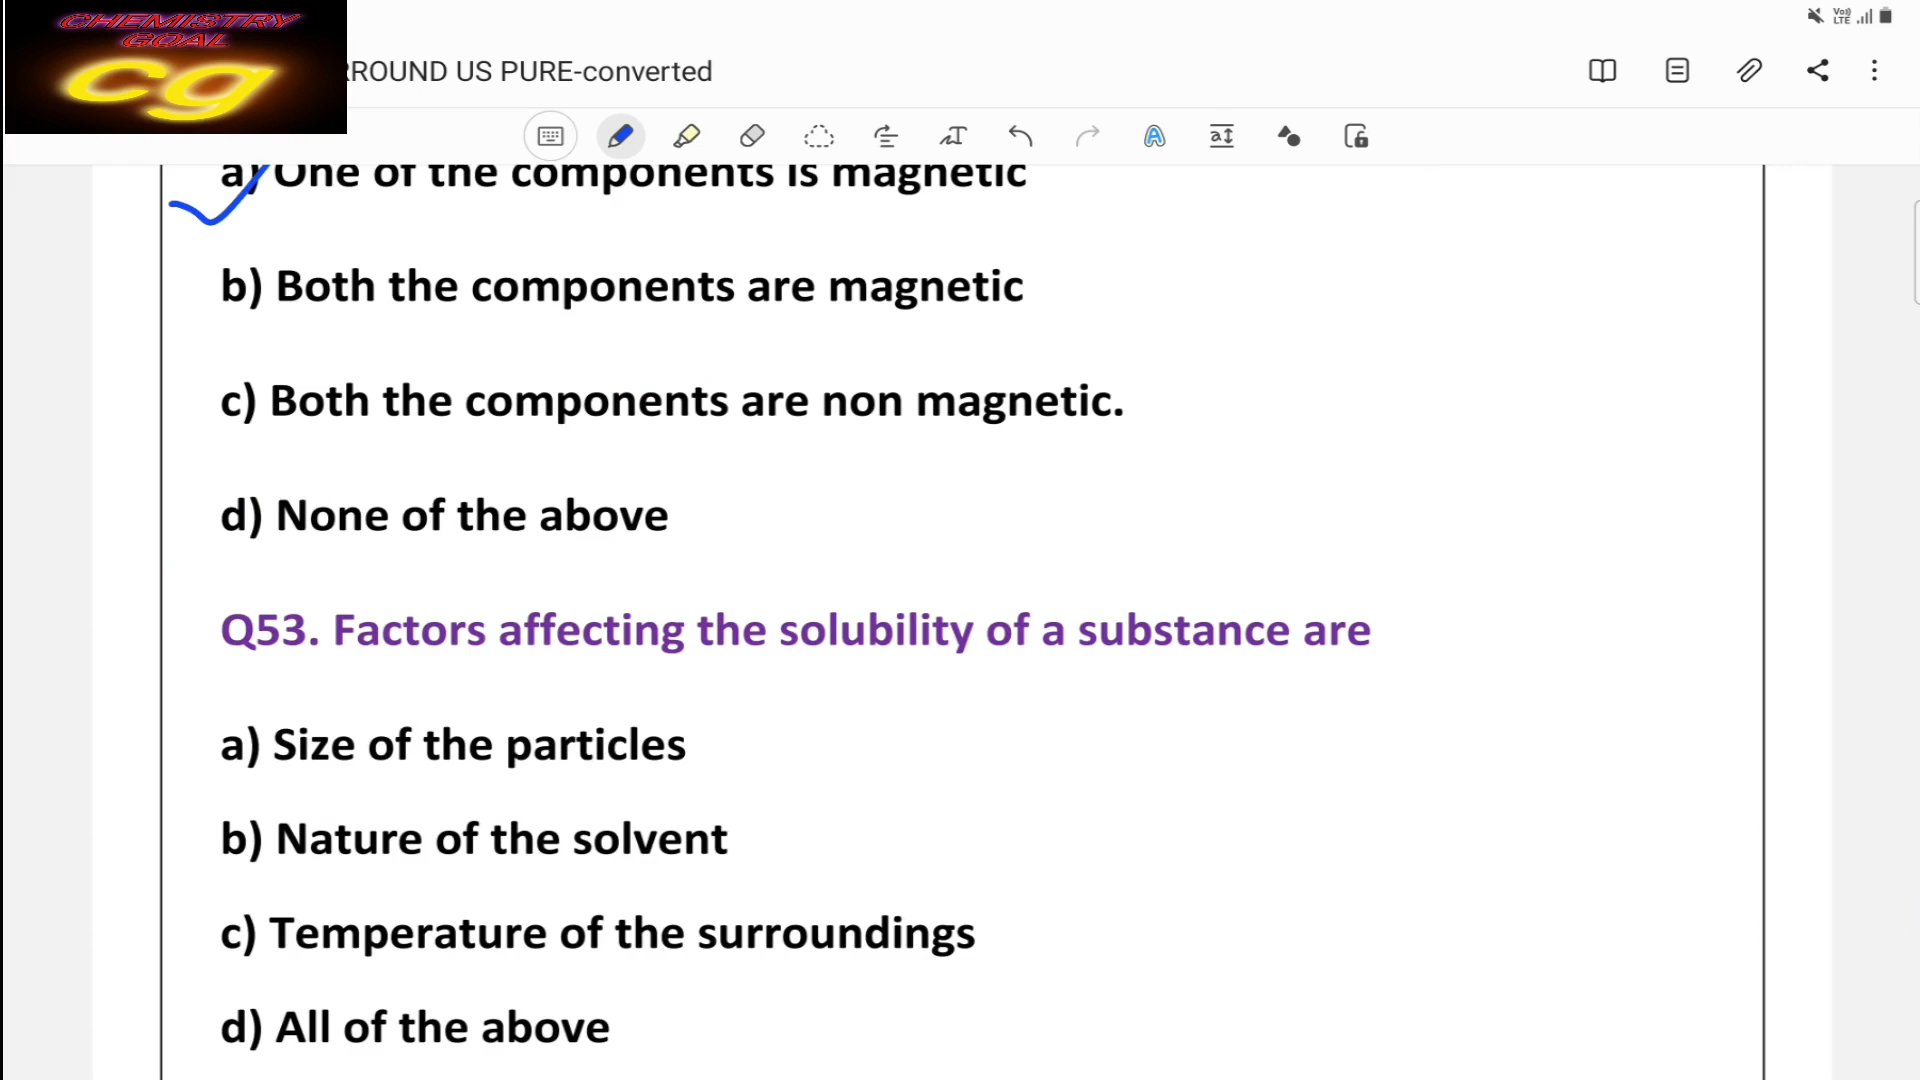 CHEMISTRY
GOAL
cg
RROUND US PURE-converted
a) One of the components is magnetic
b) Both the components are magnetic
c) Both the components are non magnetic.
d) None of the above
Q53. Factors affecting the solubility of a substance are
a) Size of the particles
b) Nature of the solvent
c) Temperature of the surroundings
d) All of the above